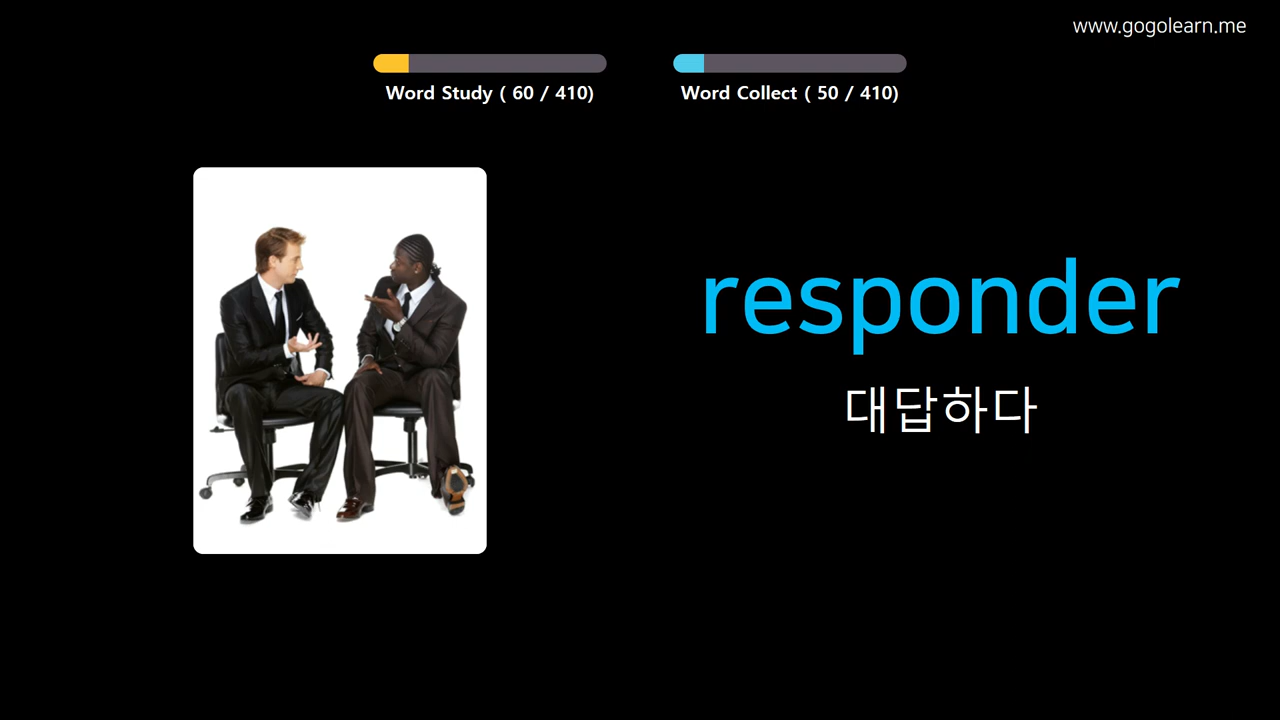 www.gogolearn.me
Word Study ( 60 / 410)
Word Collect ( 50 / 410)
responder
대답하다